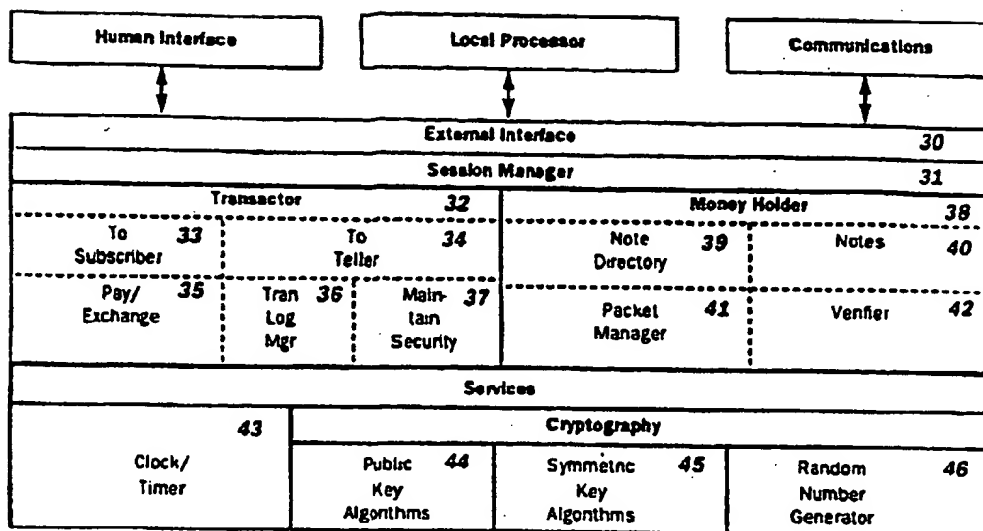 Human Interface
Local Processor
Communications
External Interface 30
Session Manager 31
Transactor 32
Money Holder 38
To Subscriber 33
To Teller 34
Note Directory 39
Notes 40
Pay/ Exchange 35
Tran Log Mgr 36
Main- tain Security 37
Packet Manager 41
Verifier 42
Services
43
Clock/ Timer
Cryptography
Public Key Algorithms 44
Symmetric Key Algorithms 45
Random Number Generator 46